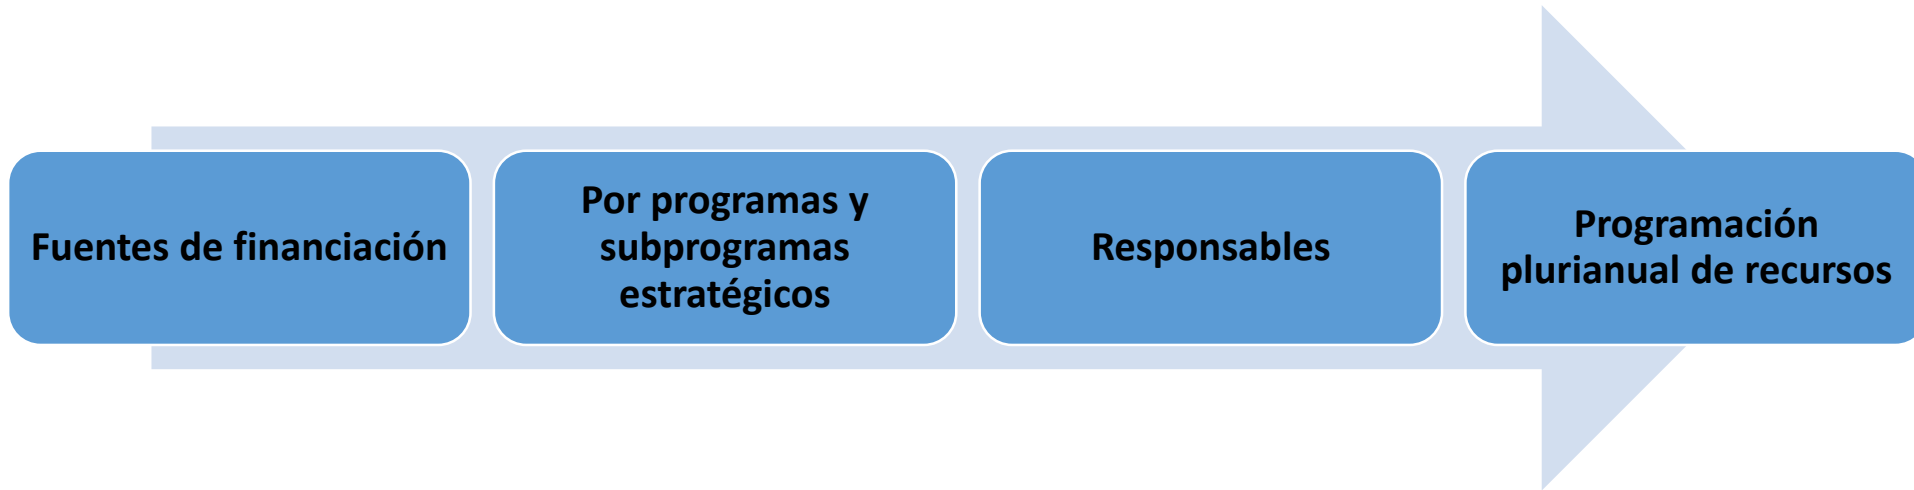 Fuentes de financiación
Por programas y
subprogramas
estratégicos
Responsables
Programación
plurianual de recursos